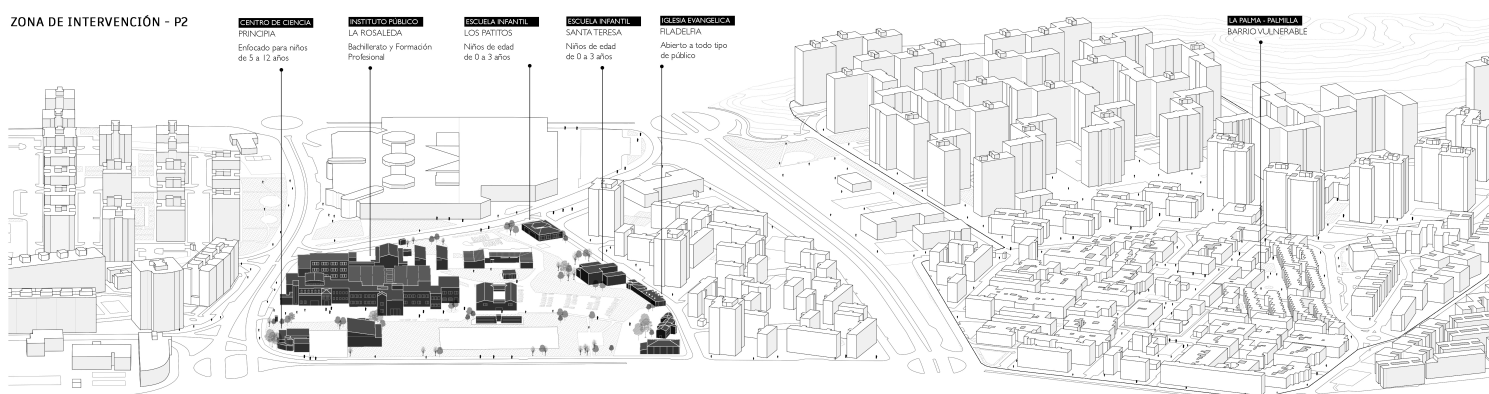 ZONA DE INTERVENCIÓN - P2
CENTRO DE CIENCIA
PRINCIPIA
Enfocado para niños
de 5 a 12 años
INSTITUTO PÚBLICO
LA ROSALEDA
Bachillerato y Formación
Profesional
ESCUELA INFANTIL
LOS PATITOS
Niños de edad
de 0 a 3 años
ESCUELA INFANTIL
SANTA TERESA
Niños de edad
de 0 a 3 años
IGLESIA EVANGELICA
FILADELFIA
Abierto a todo tipo
de público
LA PALMA - PALMILLA
BARRIO VULNERABLE